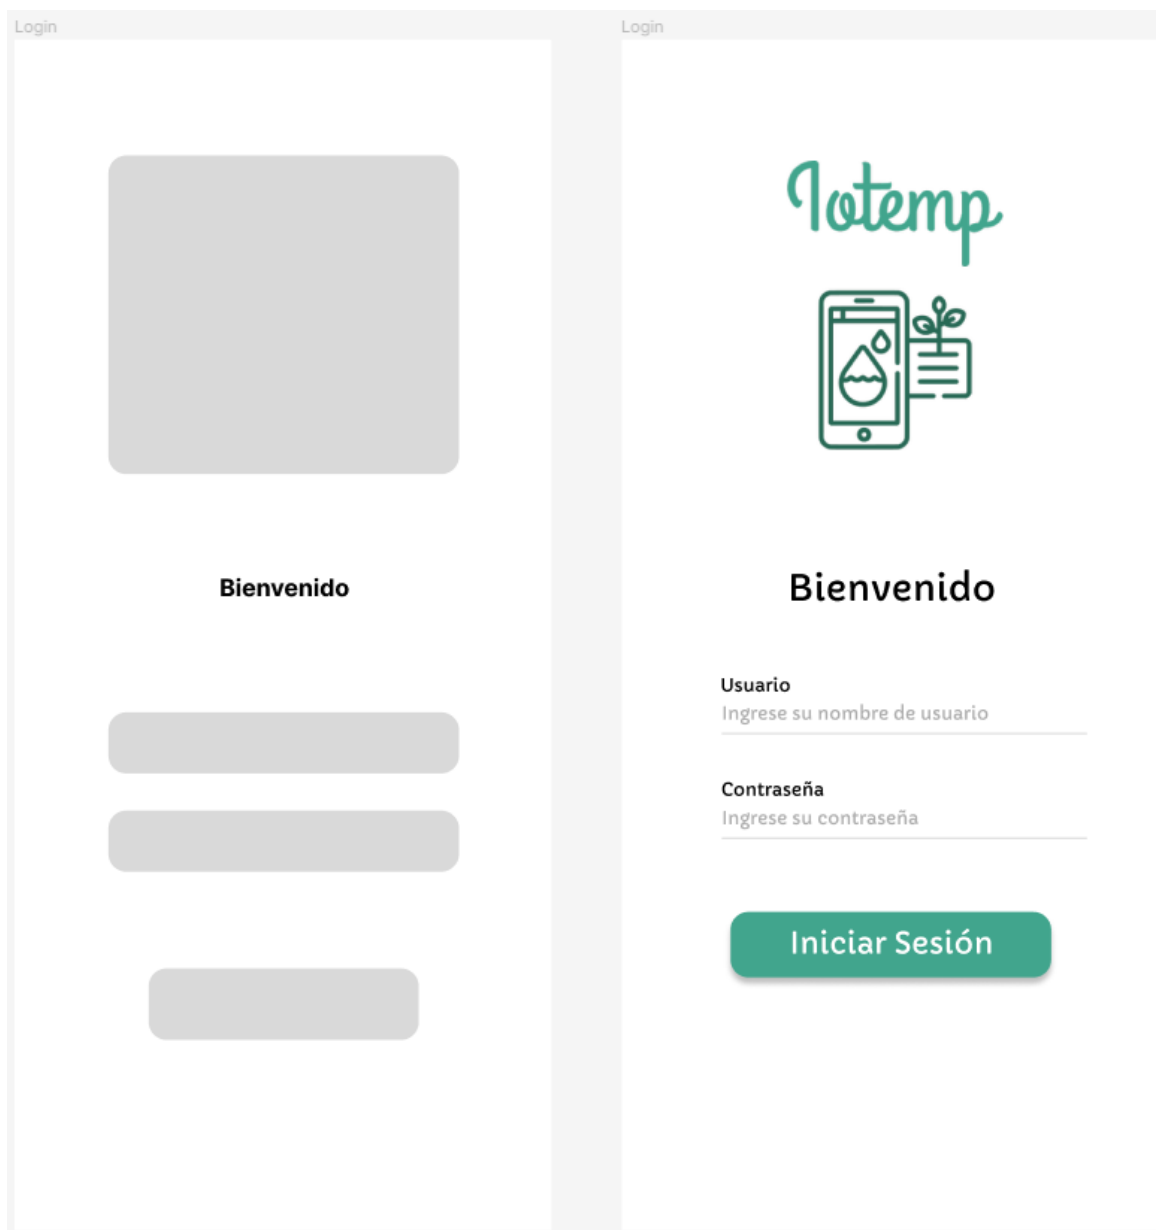 Login
Bienvenido
Login
Iotemp
Bienvenido
Usuario
Ingrese su nombre de usuario
Contraseña
Ingrese su contraseña
Iniciar Sesión